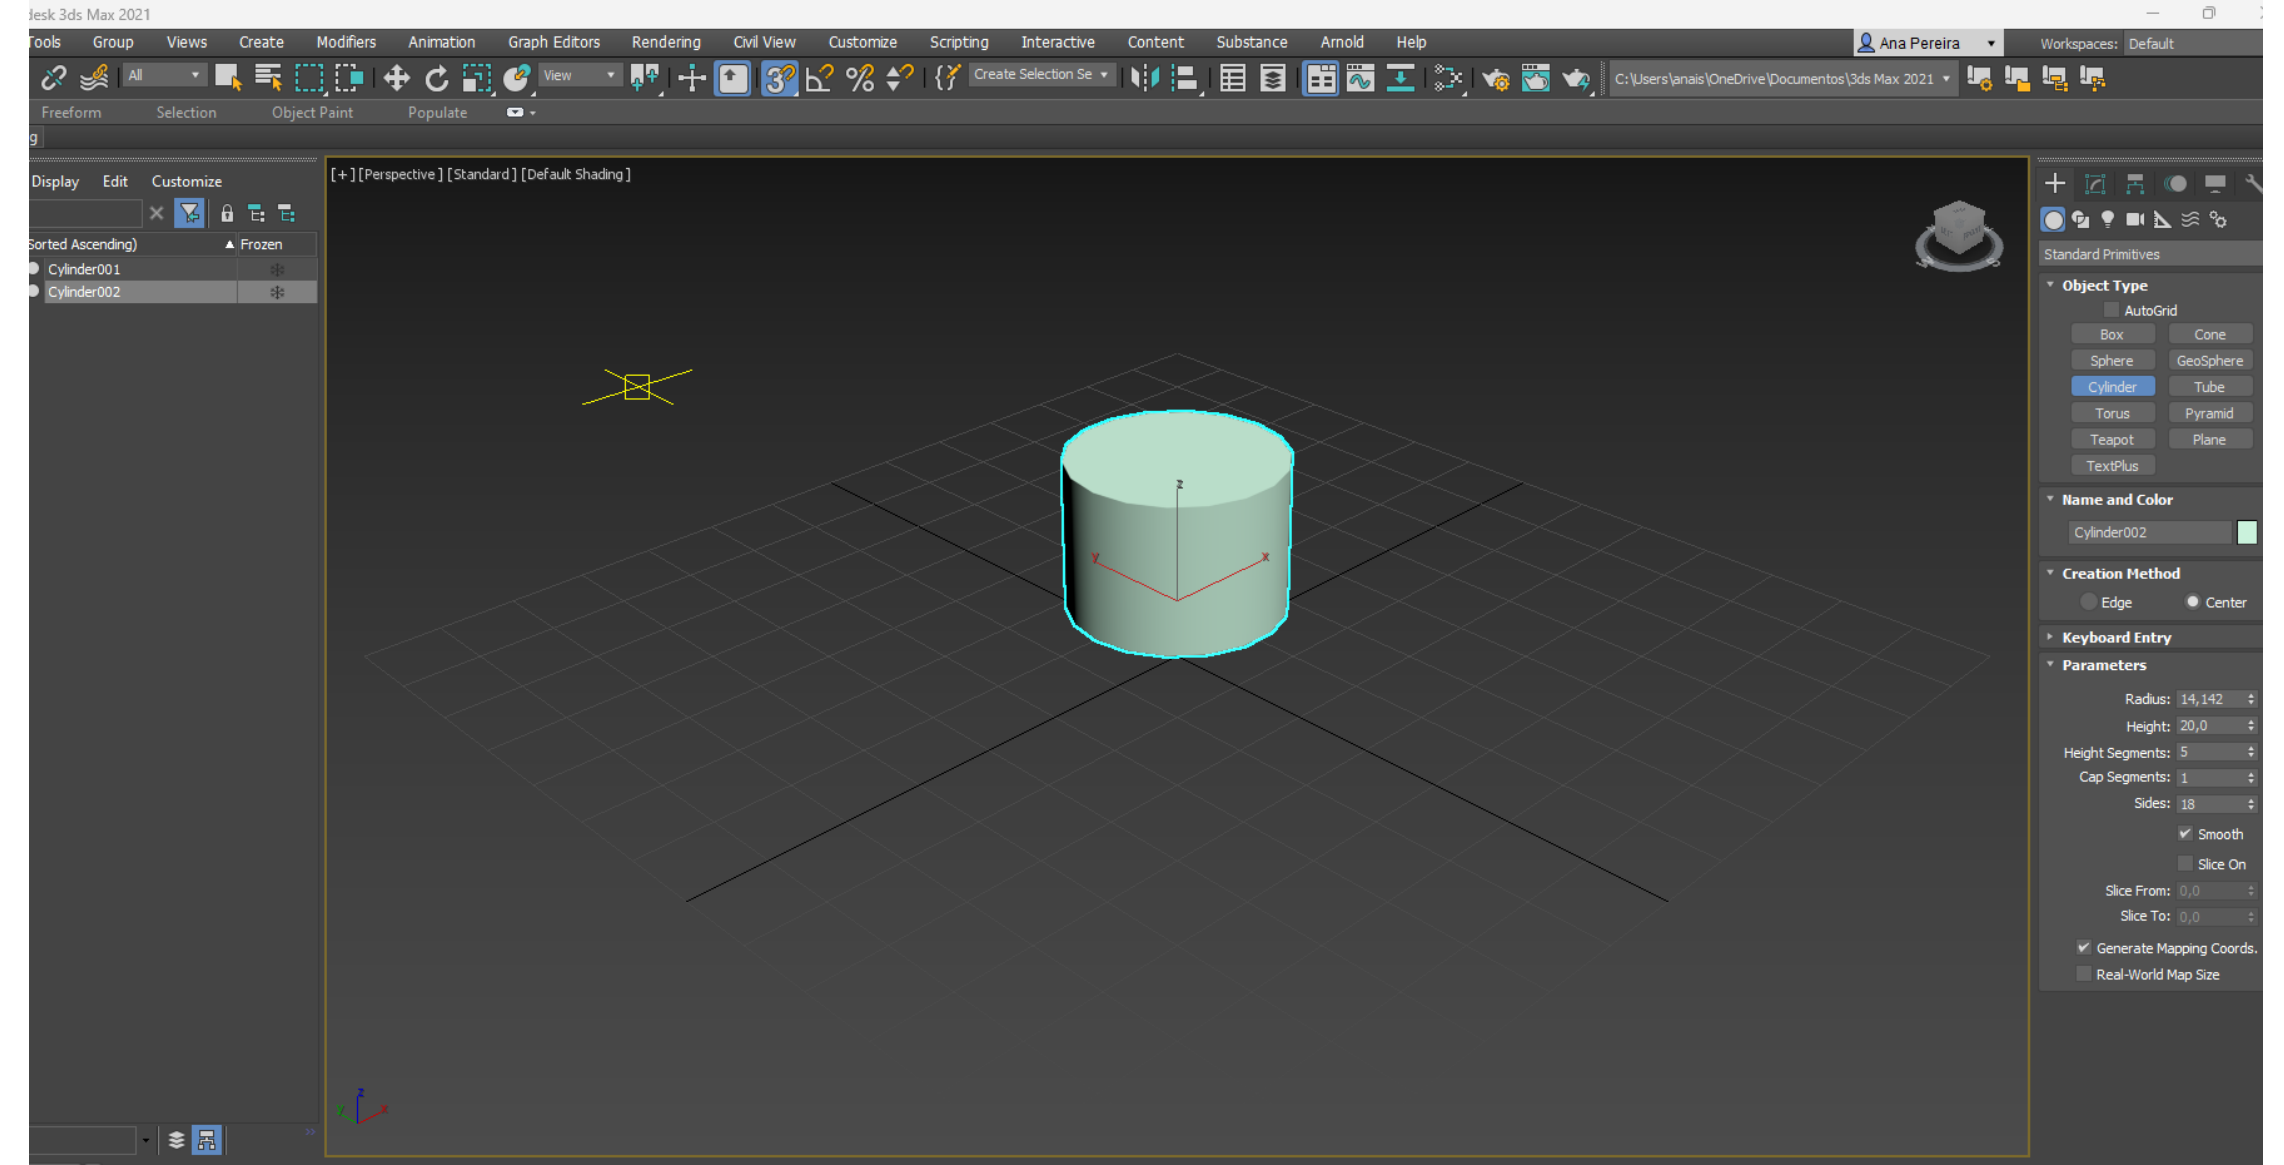 desk 3ds Max 2021
Tools Group Views Create Modifiers Animation Graph Editors Rendering Civil View Customize Scripting Interactive Content Substance Arnold Help Ana Pereira Workspaces: Default
All View Create Selection Se C:\Users\anais\OneDrive\Documentos\3ds Max 2021
Freeform Selection Object Paint Populate
g
Display Edit Customize
Sorted Ascending) Frozen
Cylinder001
Cylinder002
[+] [Perspective ] [Standard ] [Default Shading ]
z
y
x
z
y
x
Standard Primitives
Object Type
AutoGrid
Box Cone
Sphere GeoSphere
Cylinder Tube
Torus Pyramid
Teapot Plane
TextPlus
Name and Color
Cylinder002
Creation Method
Edge Center
Keyboard Entry
Parameters
Radius: 14,142
Height: 20,0
Height Segments: 5
Cap Segments: 1
Sides: 18
Smooth
Slice On
Slice From: 0,0
Slice To: 0,0
Generate Mapping Coords.
Real-World Map Size